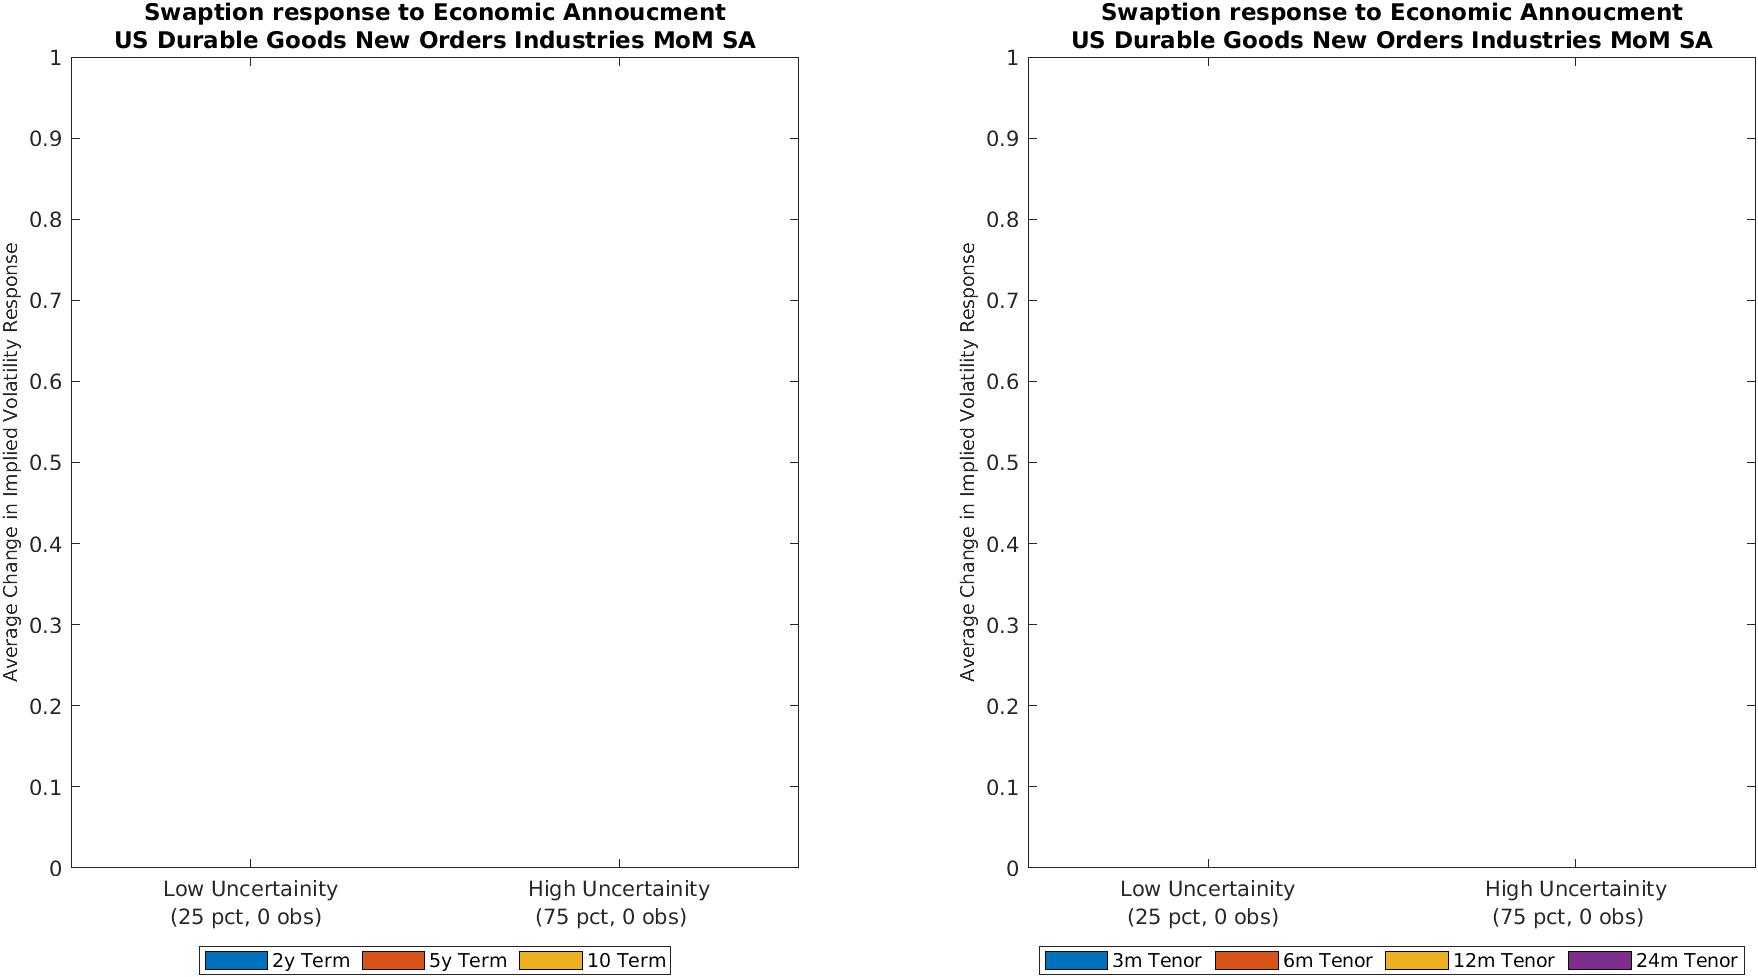 Swaption response to Economic Annoucment
US Durable Goods New Orders Industries MoM SA
1
0.9
0.8
0.7
0.6
0.5
0.4
0.3
0.2
0.1
0
Average Change in Implied Volatility Response
Low Uncertainity
(25 pct, 0 obs)
High Uncertainity
(75 pct, 0 obs)
2y Term
5y Term
10 Term
Swaption response to Economic Annoucment
US Durable Goods New Orders Industries MoM SA
1
0.9
0.8
0.7
0.6
0.5
0.4
0.3
0.2
0.1
0
Average Change in Implied Volatility Response
Low Uncertainity
(25 pct, 0 obs)
High Uncertainity
(75 pct, 0 obs)
3m Tenor
6m Tenor
12m Tenor
24m Tenor